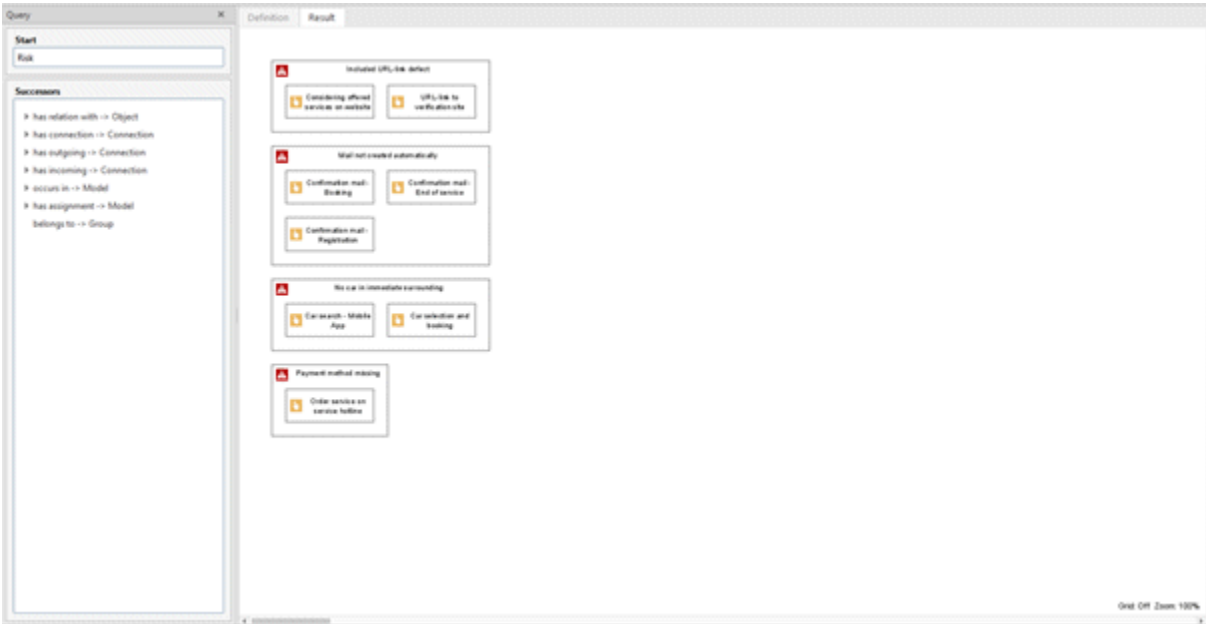 Query
Start
Risk
Successors
has relation with -> Object
has connection -> Connection
has outgoing -> Connection
has incoming -> Connection
occurs in -> Model
has assignment -> Model
belongs to -> Group
Definition Result
Included URL-link defect
Considering offered
services on website
URL-link to
verification site
Mail not created automatically
Confirmation mail -
Booking
Confirmation mail -
End of service
Confirmation mail -
Registration
No car in immediate surrounding
Car search - Mobile
App
Car selection and
booking
Payment method missing
Order service on
service hotline
Grid: Off Zoom: 100%